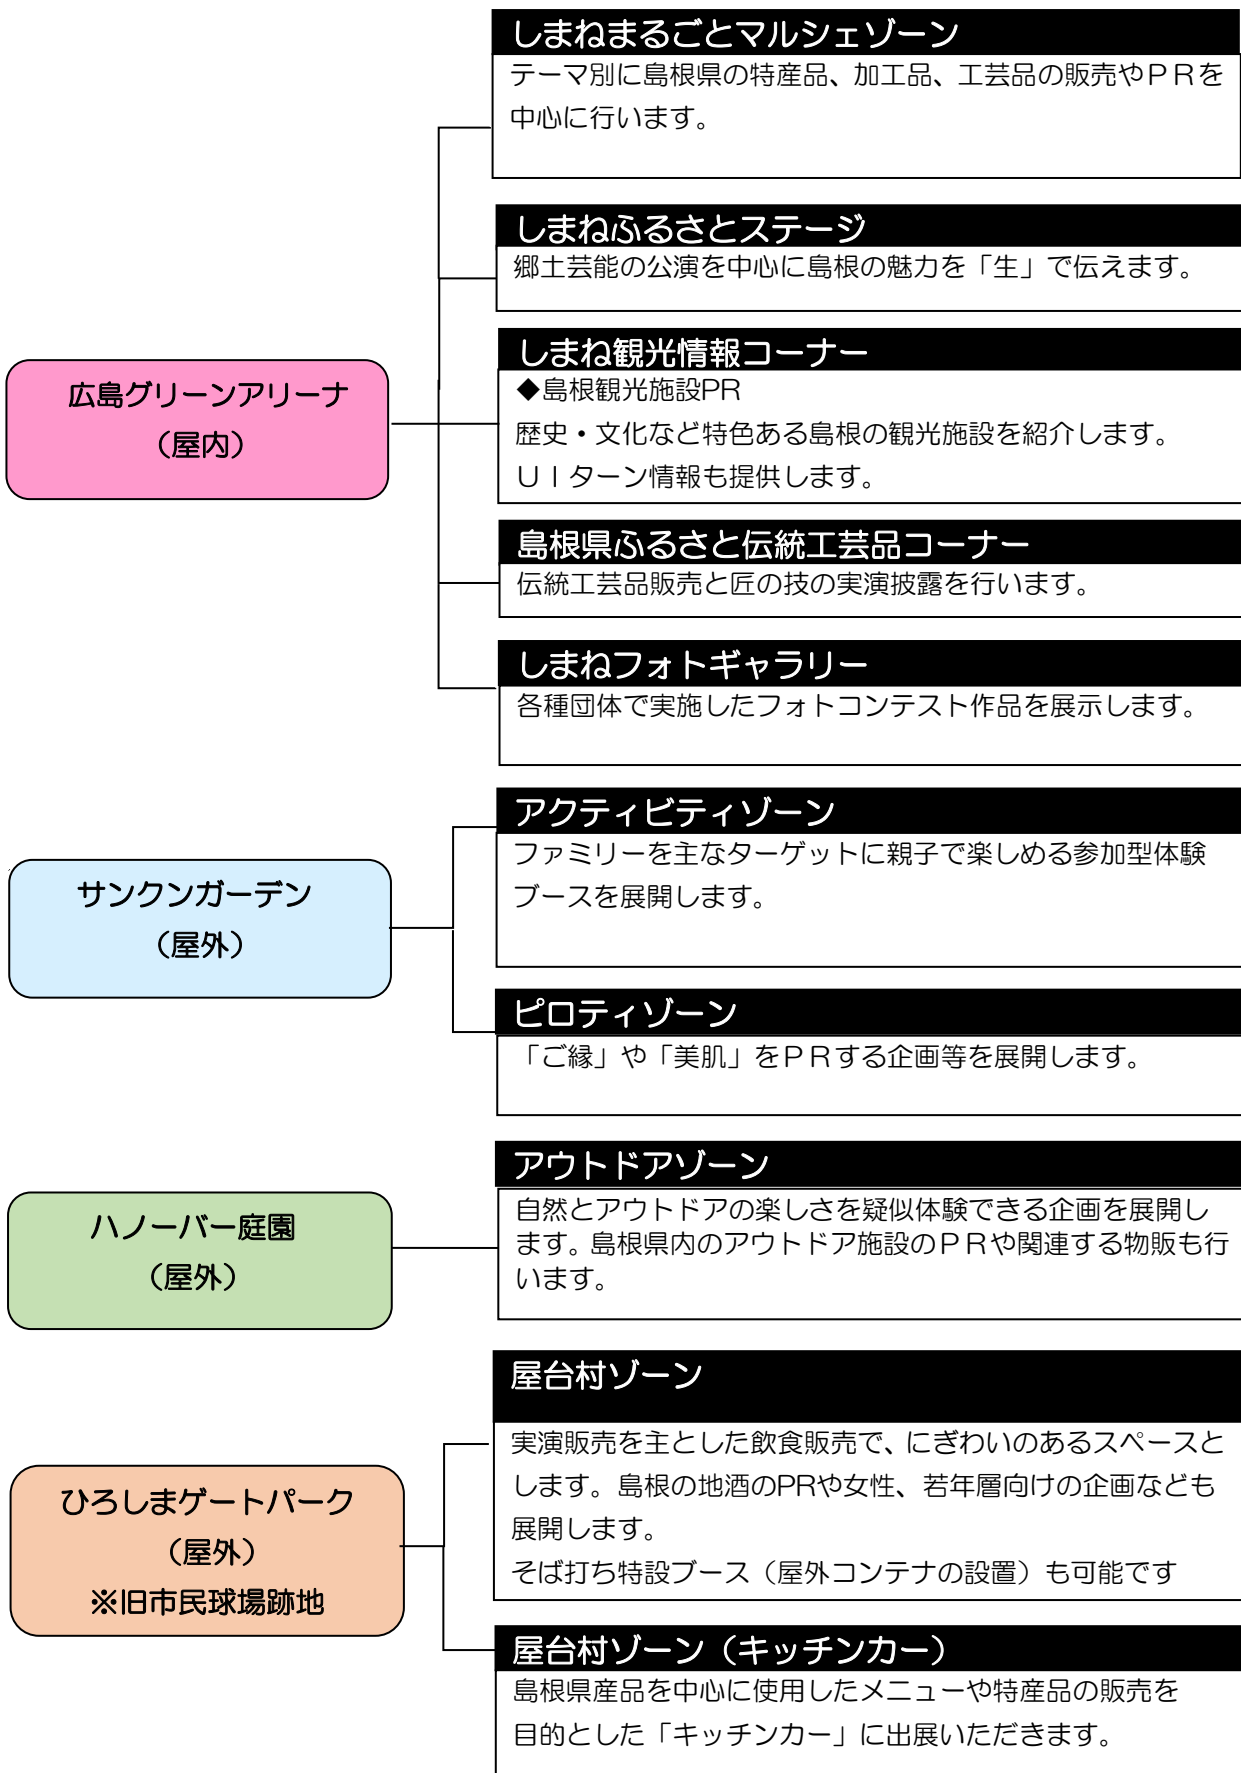 しまねまるごとマルシェゾーン
テーマ別に島根県の特産品、加工品、工芸品の販売やＰＲを
中心に行います。
しまねふるさとステージ
郷土芸能の公演を中心に島根の魅力を「生」で伝えます。
広島グリーンアリーナ
（屋内）
しまね観光情報コーナー
◆島根観光施設PR
歴史・文化など特色ある島根の観光施設を紹介します。
ＵＩターン情報も提供します。
島根県ふるさと伝統工芸品コーナー
伝統工芸品販売と匠の技の実演披露を行います。
しまねフォトギャラリー
各種団体で実施したフォトコンテスト作品を展示します。
サンクンガーデン
（屋外）
アクティビティゾーン
ファミリーを主なターゲットに親子で楽しめる参加型体験
ブースを展開します。
ピロティゾーン
「ご縁」や「美肌」をＰＲする企画等を展開します。
ハノーバー庭園
（屋外）
アウトドアゾーン
自然とアウトドアの楽しさを疑似体験できる企画を展開し
ます。島根県内のアウトドア施設のＰＲや関連する物販も行
います。
ひろしまゲートパーク
（屋外）
※旧市民球場跡地
屋台村ゾーン
実演販売を主とした飲食販売で、にぎわいのあるスペースと
します。島根の地酒のPRや女性、若年層向けの企画なども
展開します。
そば打ち特設ブース（屋外コンテナの設置）も可能です
屋台村ゾーン（キッチンカー）
島根県産品を中心に使用したメニューや特産品の販売を
目的とした「キッチンカー」に出展いただきます。